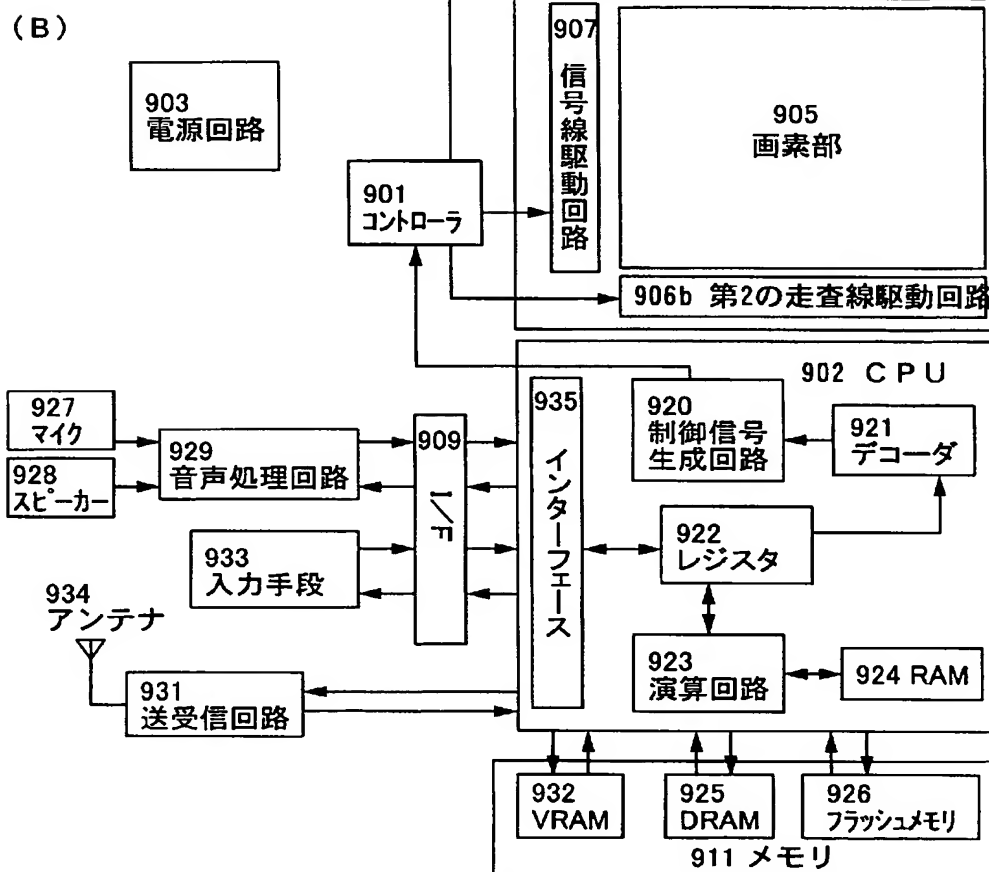 (B)
903
電源回路
901
コントローラ
907
信号線駆動回路
905
画素部
906b 第2の走査線駆動回路
902 CPU
935
インターフェース
920
制御信号
生成回路
921
デコーダ
922
レジスタ
923
演算回路
924 RAM
927
マイク
928
スピーカー
929
音声処理回路
909
I/F
933
入力手段
934
アンテナ
931
送受信回路
932
VRAM
925
DRAM
926
フラッシュメモリ
911 メモリ